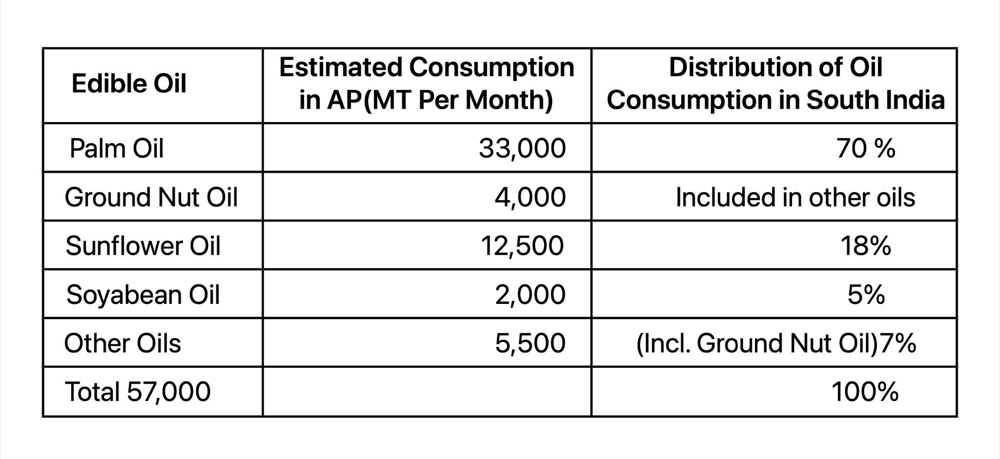 Edible Oil
Estimated Consumption
in AP(MT Per Month)
Distribution of Oil
Consumption in South India
Palm Oil
33,000
70 %
Ground Nut Oil
4,000
Included in other oils
Sunflower Oil
12,500
18%
Soyabean Oil
2,000
5%
Other Oils
5,500
(Incl. Ground Nut Oil)7%
Total 57,000
100%